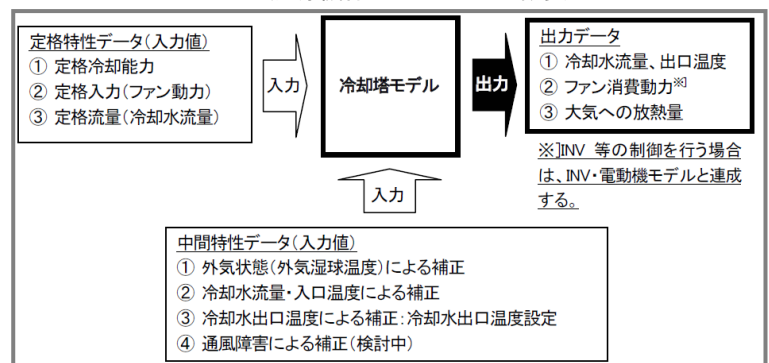 定格特性データ(入力値)
① 定格冷却能力
② 定格入力(ファン動力)
③ 定格流量(冷却水流量)
入力
冷却塔モデル
出力
出力データ
① 冷却水流量、出口温度
② ファン消費動力※]
③ 大気への放熱量
※]INV 等の制御を行う場合
は、INV・電動機モデルと連成
する。
入力
中間特性データ(入力値)
① 外気状態(外気湿球温度)による補正
② 冷却水流量・入口温度による補正
③ 冷却水出口温度による補正:冷却水出口温度設定
④ 通風障害による補正(検討中)